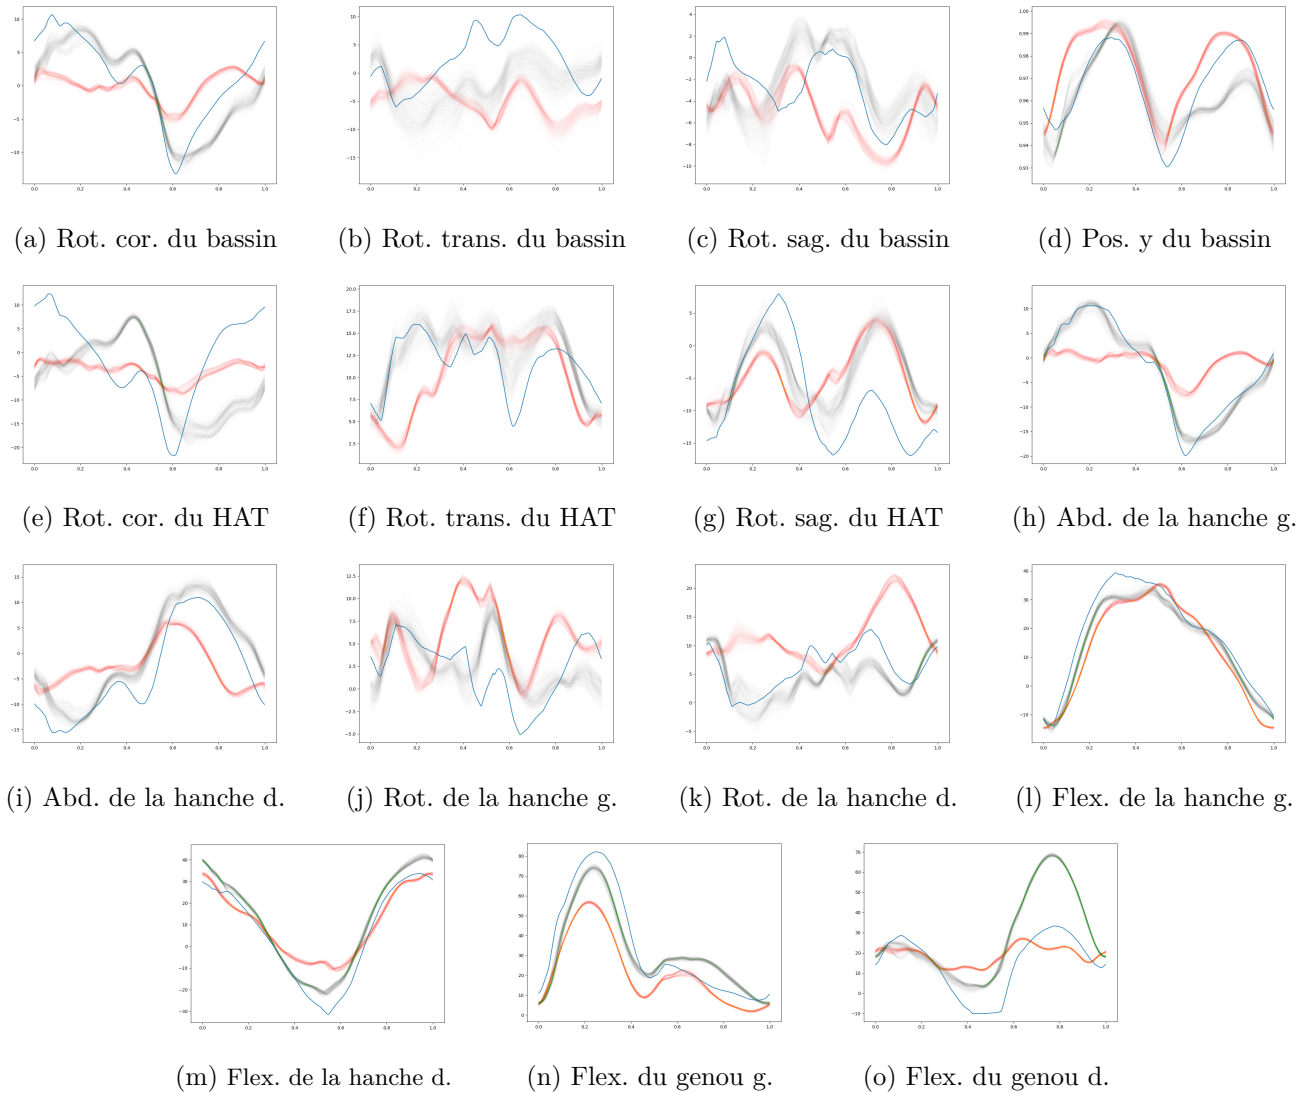 (a) Rot. cor. du bassin
(b) Rot. trans. du bassin
(c) Rot. sag. du bassin
(d) Pos. y du bassin
(e) Rot. cor. du HAT
(f) Rot. trans. du HAT
(g) Rot. sag. du HAT
(h) Abd. de la hanche g.
(i) Abd. de la hanche d.
(j) Rot. de la hanche g.
(k) Rot. de la hanche d.
(l) Flex. de la hanche g.
(m) Flex. de la hanche d.
(n) Flex. du genou g.
(o) Flex. du genou d.